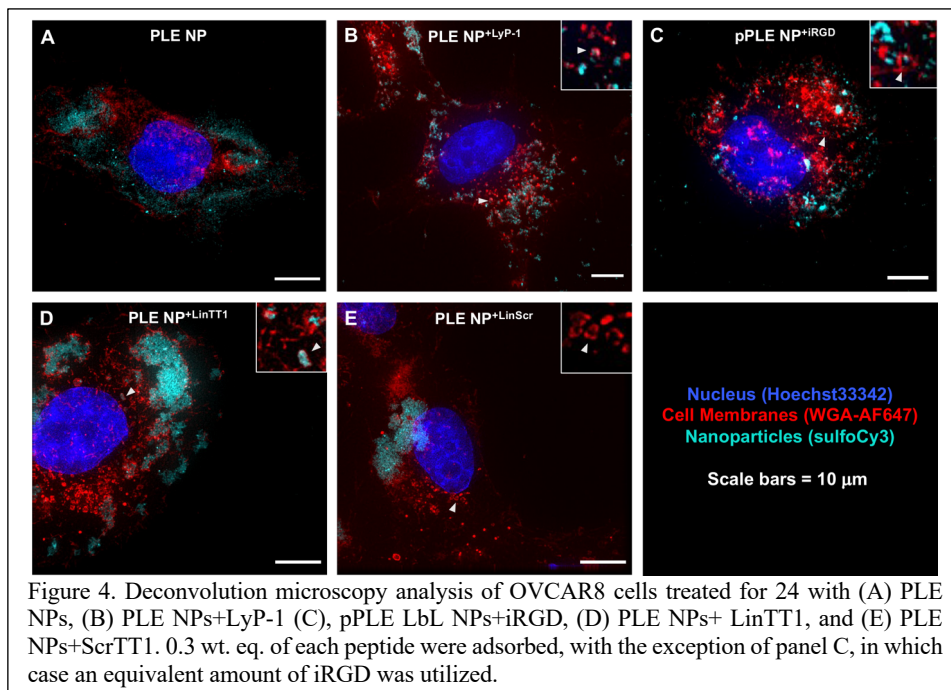 A PLE NP
B PLE NP+LyP-1
C pPLE NP+iRGD
D PLE NP+LinTT1
E PLE NP+LinScr
Nucleus (Hoechst33342)
Cell Membranes (WGA-AF647)
Nanoparticles (sulfoCy3)
Scale bars = 10 μm
Figure 4. Deconvolution microscopy analysis of OVCAR8 cells treated for 24 with (A) PLE
NPs, (B) PLE NPs+LyP-1 (C), pPLE LbL NPs+iRGD, (D) PLE NPs+ LinTT1, and (E) PLE
NPs+ScrTT1. 0.3 wt. eq. of each peptide were adsorbed, with the exception of panel C, in which
case an equivalent amount of iRGD was utilized.